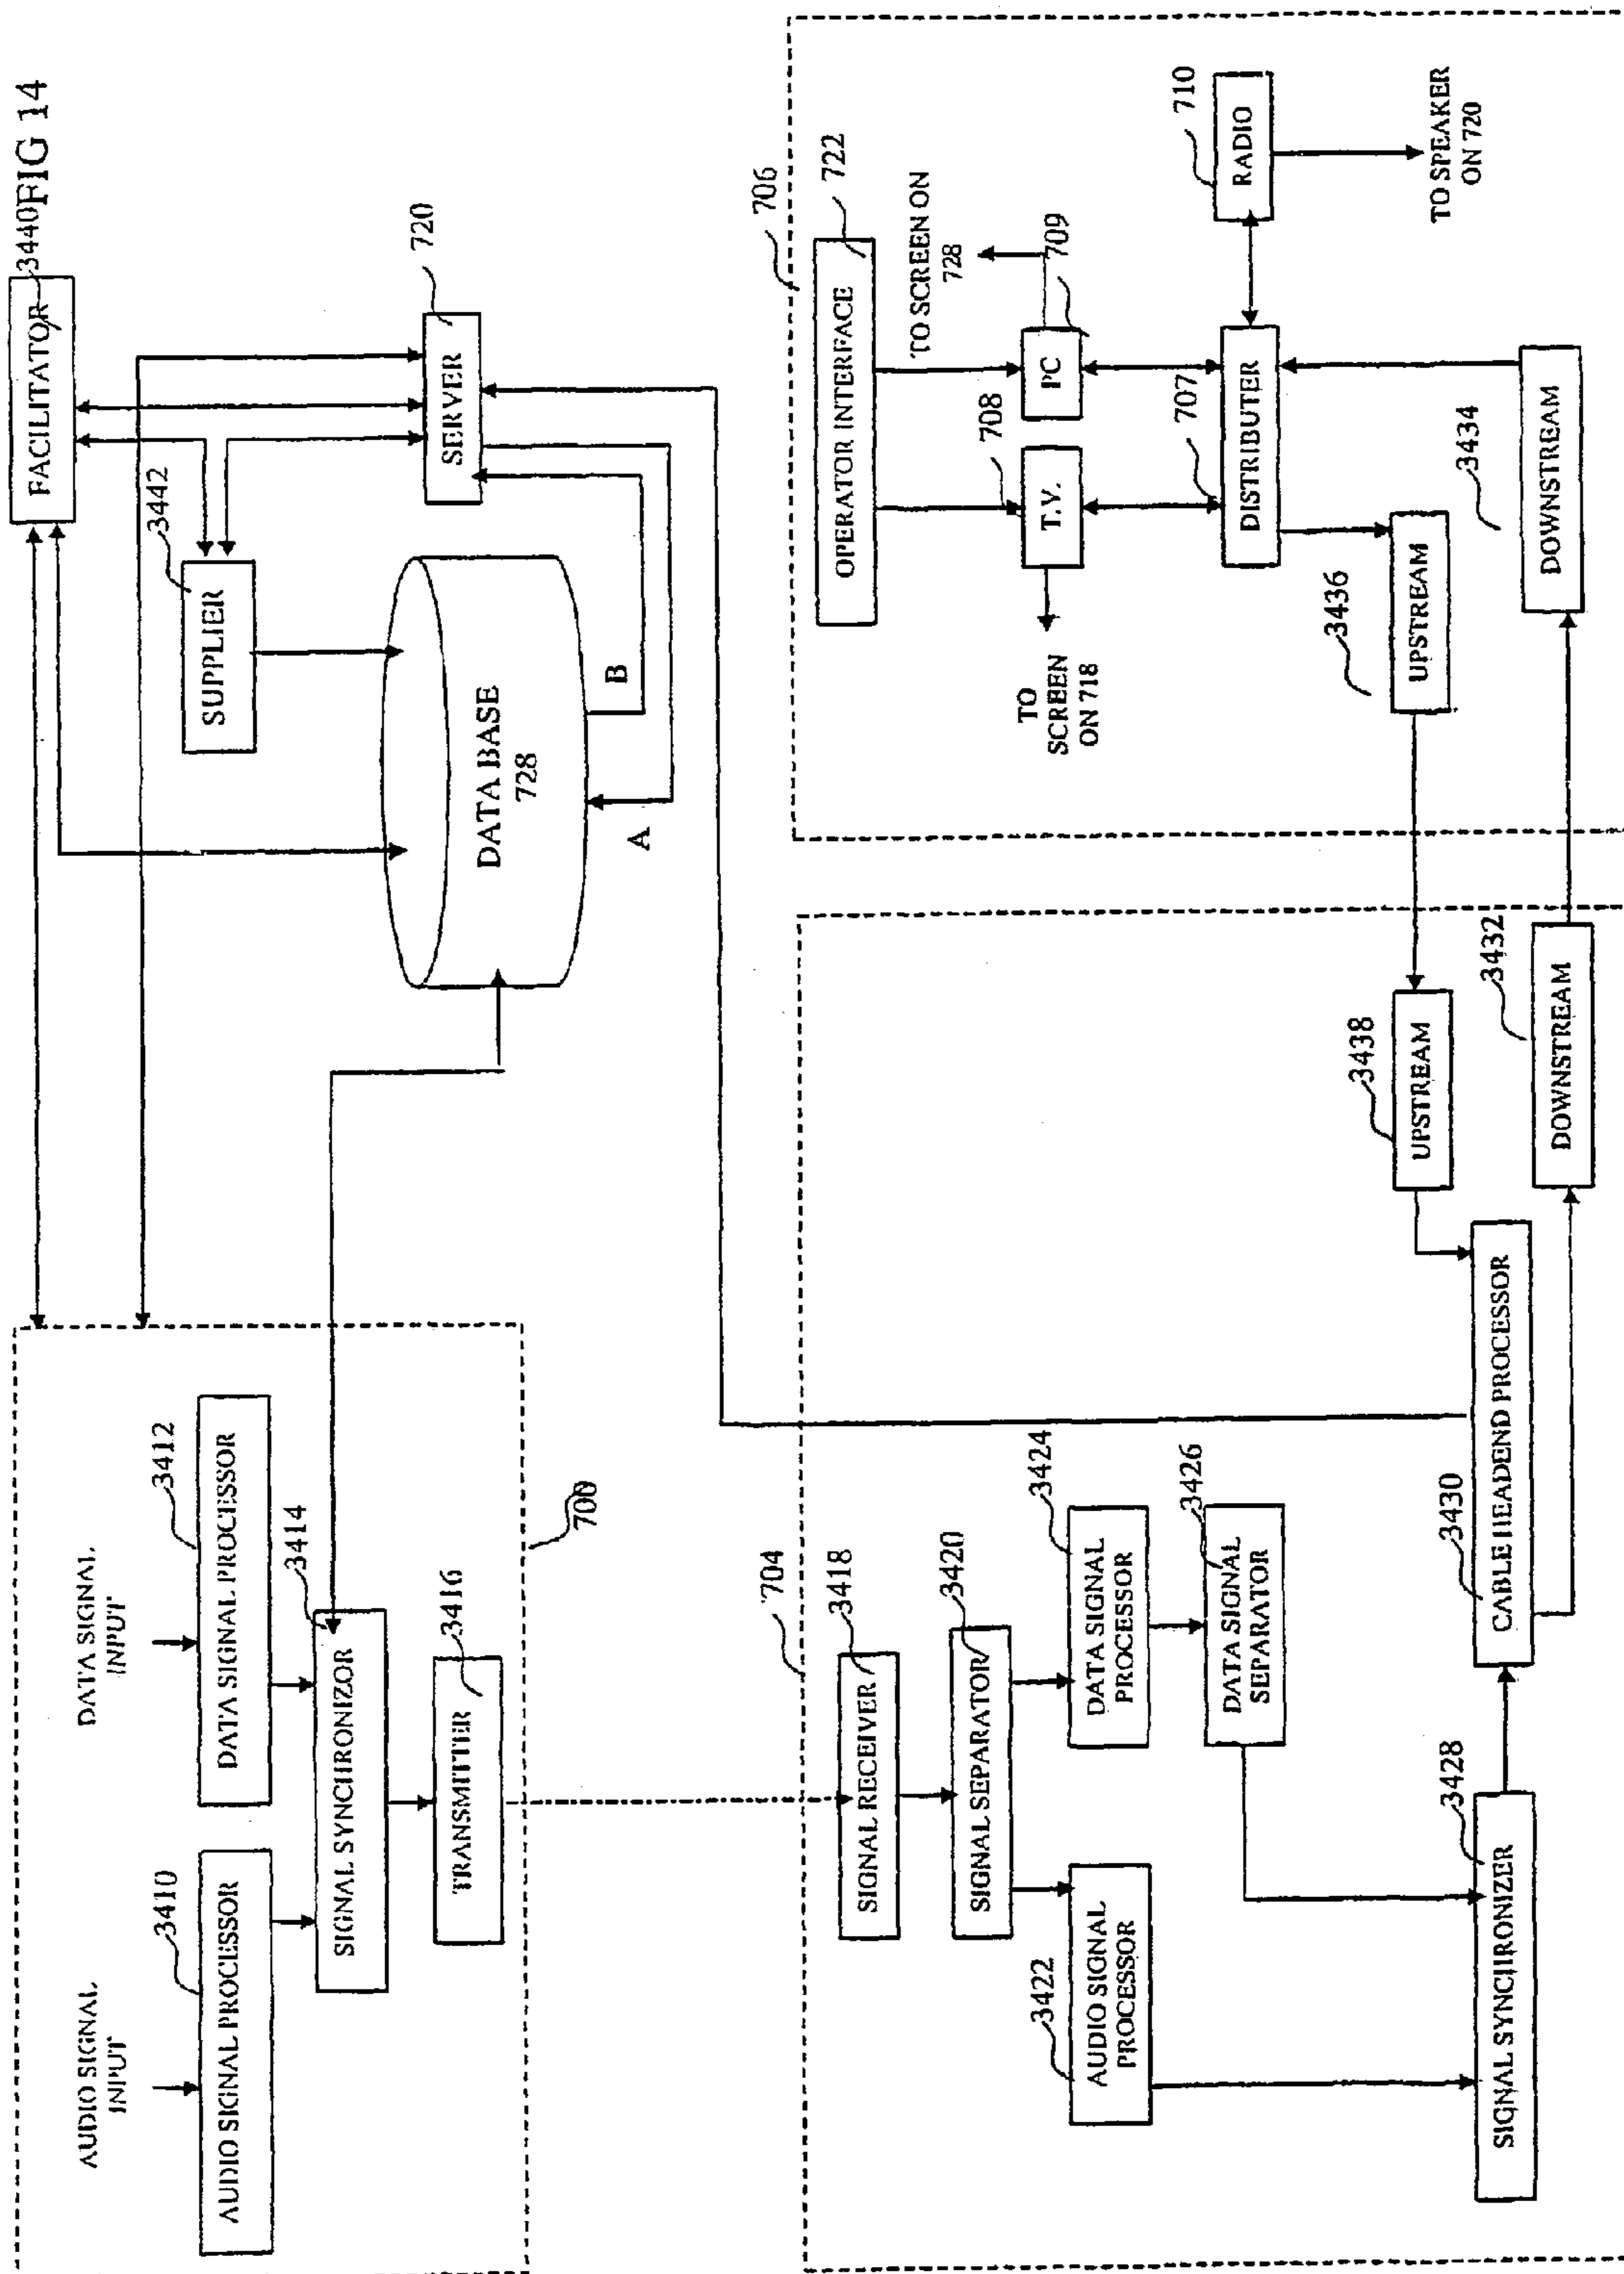 FIG 14
AUDIO SIGNAL
INPUT
DATA SIGNAL
INPUT
3410
AUDIO SIGNAL PROCESSOR
3412
DATA SIGNAL PROCESSOR
3414
SIGNAL SYNCHRONIZOR
3416
TRANSMITTER
700
FACILITATOR
3440
3442
SUPPLIER
DATA BASE
728
A
B
SERVER
720
704
3418
SIGNAL RECEIVER
3420
SIGNAL SEPARATOR
3422
AUDIO SIGNAL
PROCESSOR
3424
DATA SIGNAL
PROCESSOR
3426
DATA SIGNAL
SEPARATOR
3428
SIGNAL SYNCHRONIZER
3430
CABLE HEADEND PROCESSOR
3438
UPSTREAM
3432
DOWNSTREAM
706
OPERATOR INTERFACE
722
TO
SCREEN
ON 718
708
T.V.
PC
709
TO SCREEN ON
728
707
DISTRIBUTER
710
RADIO
TO SPEAKER
ON 720
3436
UPSTREAM
3434
DOWNSTREAM